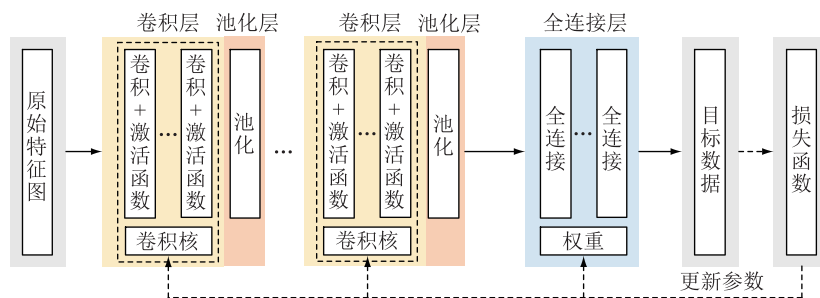 卷积层
池化层
卷积层
池化层
全连接层
原始特征图
卷积+激活函数
…
卷积+激活函数
卷积核
池化
…
卷积+激活函数
…
卷积+激活函数
卷积核
池化
全连接
…
全连接
权重
目标数据
损失函数
更新参数